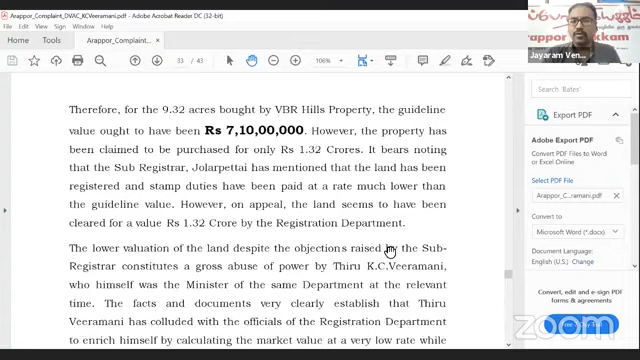 Arappor_Complaint_DVAC_KCVeeramani.pdf - Adobe Acrobat Reader DC (32-bit)
File Edit View Sign Window Help
Home Tools Arappor_Complaint_... ×
33 / 43 106%
Therefore, for the 9.32 acres bought by VBR Hills Property, the guideline
value ought to have been Rs 7,10,00,000. However, the property has
been claimed to be purchased for only Rs 1.32 Crores. It bears noting
that the Sub Registrar, Jolarpettai has mentioned that the land has been
registered and stamp duties have been paid at a rate much lower than
the guideline value. However, on appeal, the land seems to have been
cleared for a value Rs 1.32 Crore by the Registration Department.
The lower valuation of the land despite the objections raised by the Sub-
Registrar constitutes a gross abuse of power by Thiru K.C.Veeramani,
who himself was the Minister of the same Department at the relevant
time. The facts and documents very clearly establish that Thiru
Veeramani has colluded with the officials of the Registration Department
to enrich himself by calculating the market value at a very low rate while
Jayaram Ven...
Search 'Bates'
Export PDF
Adobe Export PDF
Convert PDF Files to Word
or Excel Online
Select PDF File
Arappor_C...ramani.pdf ×
Convert to
Microsoft Word (*.docx)
Document Language:
English (U.S.) Change
Convert, edit and e-sign PDF
forms & agreements
Free 7-Day Trial
zoom